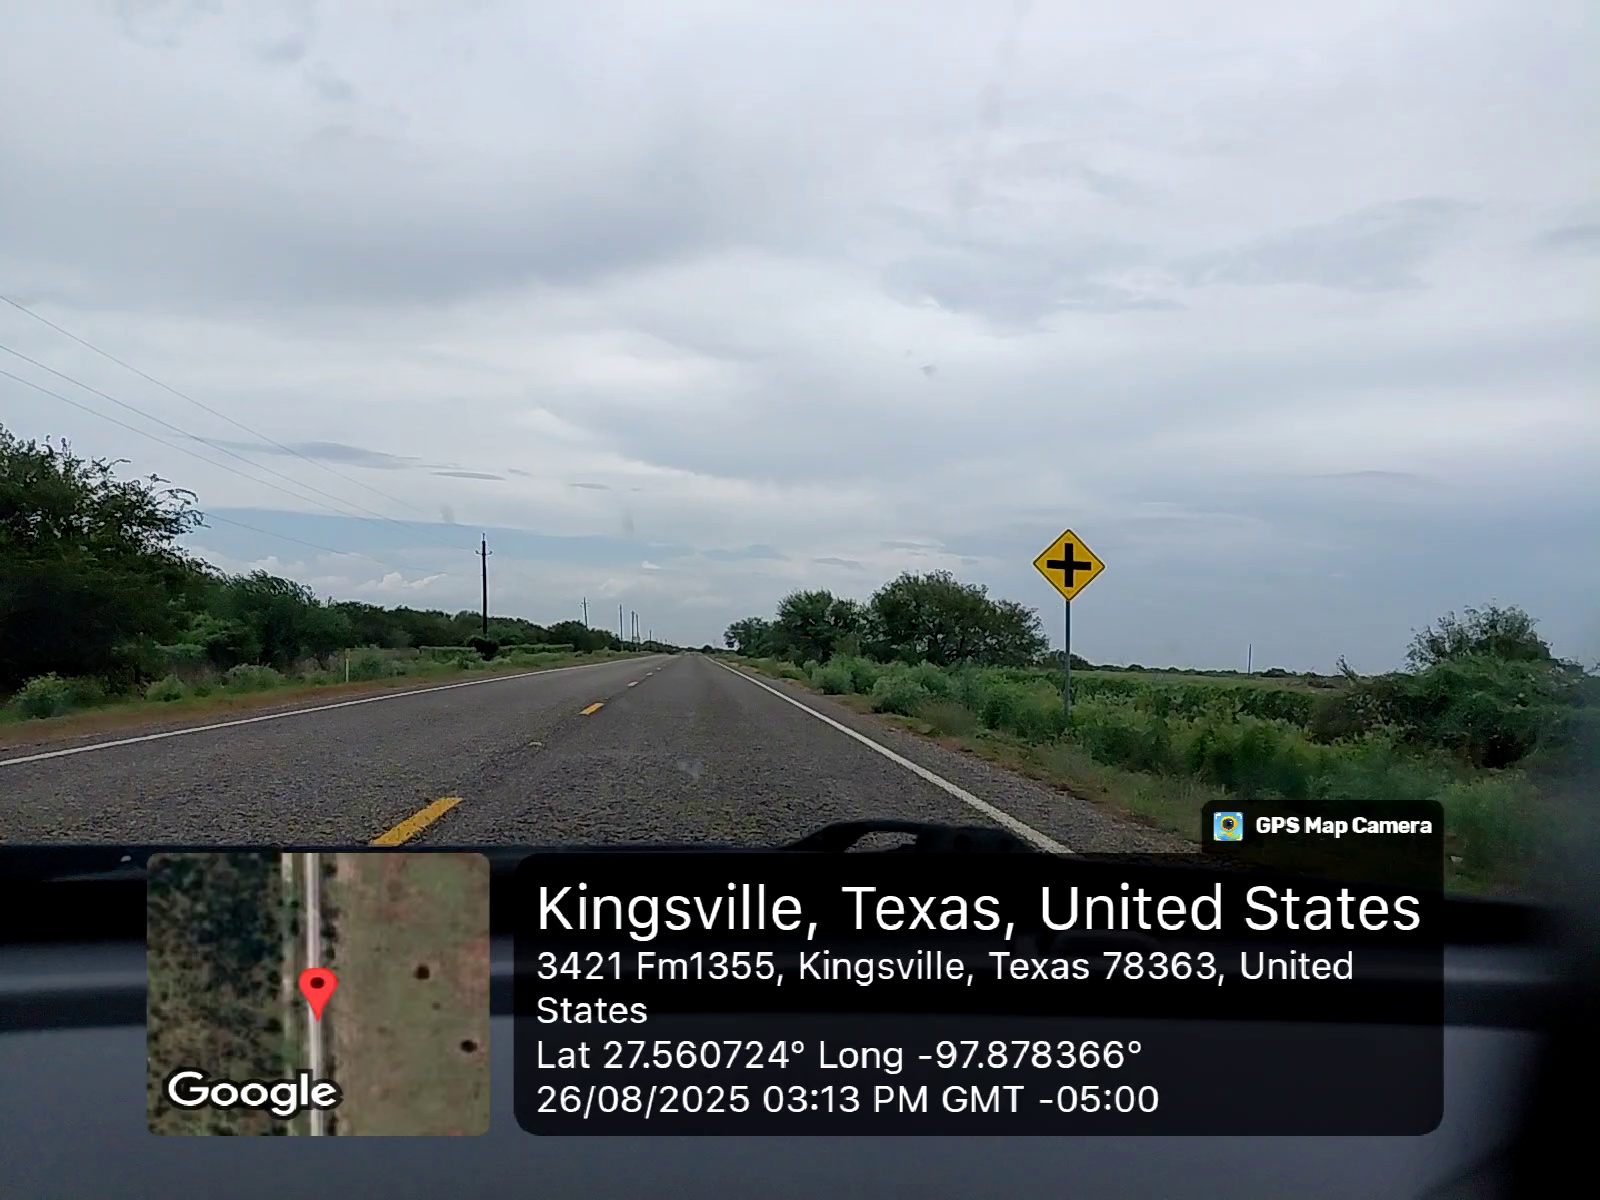 GPS Map Camera
Kingsville, Texas, United States
3421 Fm1355, Kingsville, Texas 78363, United
States
Lat 27.560724° Long -97.878366°
26/08/2025 03:13 PM GMT -05:00
Google